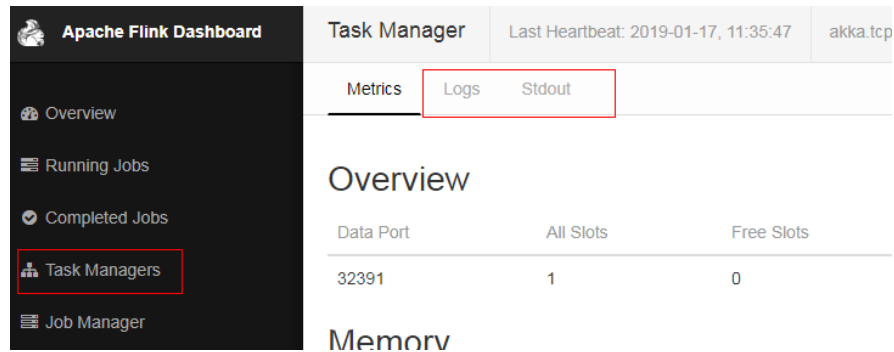 Apache Flink Dashboard
Task Manager
Last Heartbeat: 2019-01-17, 11:35:47
akka.tcp
Metrics
Logs
Stdout
Overview
Running Jobs
Completed Jobs
Task Managers
Job Manager
Overview
Data Port
All Slots
Free Slots
32391
1
0
Memory